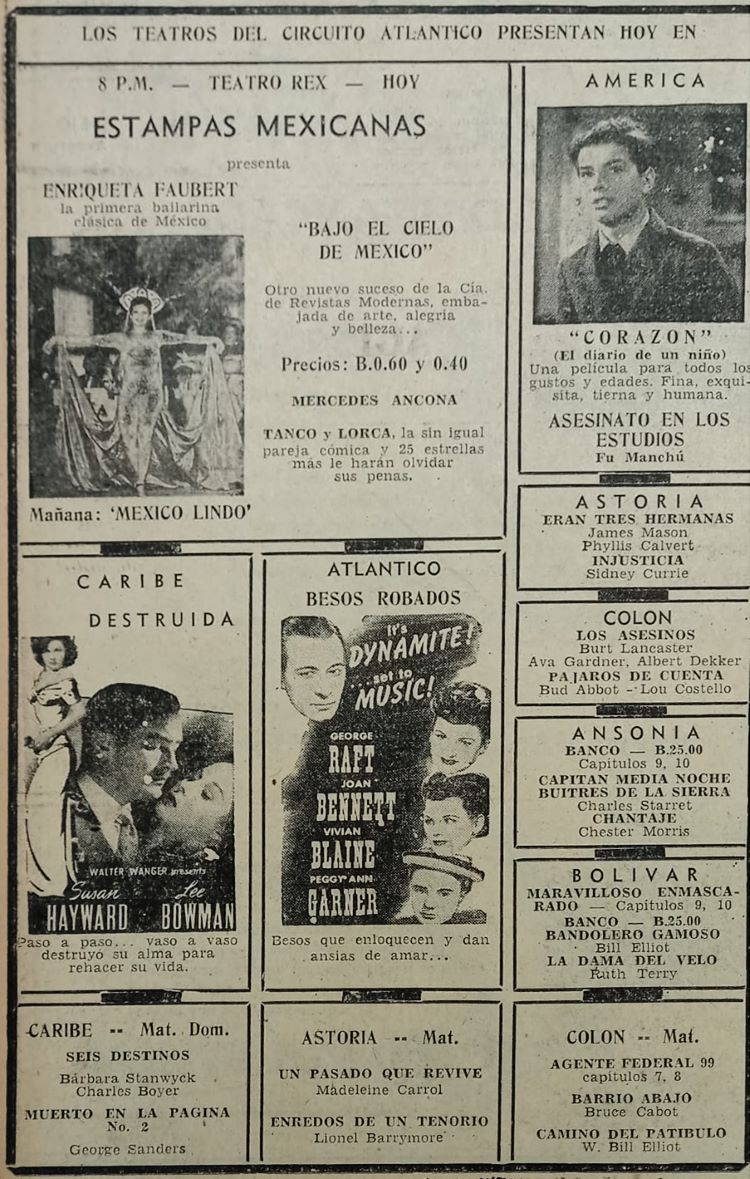 LOS TEATROS DEL CIRCUITO ATLANTICO PRESENTAN HOY EN
8 P.M. — TEATRO REX — HOY
ESTAMPAS MEXICANAS
presenta
ENRIQUETA FAUBERT
la primera bailarina
clásica de México
"BAJO EL CIELO
DE MEXICO"
Otro nuevo suceso de la Cía.
de Revistas Modernas, emba-
jada de arte, alegría
y belleza...
Precios: B.0.60 y 0.40
MERCEDES ANCONA
TANCO y LORCA, la sin igual
pareja cómica y 25 estrellas
más le harán olvidar
sus penas.
Mañana: 'MEXICO LINDO'
AMERICA
"CORAZON"
(El diario de un niño)
Una película para todos los
gustos y edades. Fina, exqui-
sita, tierna y humana.
ASESINATO EN LOS
ESTUDIOS
Fu Manchú
ASTORIA
ERAN TRES HERMANAS
James Mason
Phyllis Calvert
INJUSTICIA
Sidney Currie
COLON
LOS ASESINOS
Burt Lancaster
Ava Gardner, Albert Dekker
PAJAROS DE CUENTA
Bud Abbot - Lou Costello
ANSONIA
BANCO — B.25.00
Capítulos 9, 10
CAPITAN MEDIA NOCHE
BUITRES DE LA SIERRA
Charles Starret
CHANTAJE
Chester Morris
BOLIVAR
MARAVILLOSO ENMASCA-
RADO — Capítulos 9, 10
BANCO — B.25.00
BANDOLERO GAMOSO
Bill Elliot
LA DAMA DEL VELO
Ruth Terry
CARIBE
DESTRUIDA
WALTER WANGER presents
Susan Lee
HAYWARD BOWMAN
Paso a paso... vaso a vaso
destruyó su alma para
rehacer su vida.
ATLANTICO
BESOS ROBADOS
It's
DYNAMITE!
..set to
MUSIC!
GEORGE
RAFT
JOAN
BENNETT
VIVIAN
BLAINE
PEGGY ANN
GARNER
Besos que enloquecen y dan
ansias de amar...
CARIBE -- Mat. Dom.
SEIS DESTINOS
Bárbara Stanwyck
Charles Boyer
MUERTO EN LA PAGINA
No. 2
George Sanders
ASTORIA -- Mat.
UN PASADO QUE REVIVE
Madeleine Carrol
ENREDOS DE UN TENORIO
Lionel Barrymore
COLON -- Mat.
AGENTE FEDERAL 99
capítulos 7, 8
BARRIO ABAJO
Bruce Cabot
CAMINO DEL PATIBULO
W. Bill Elliot